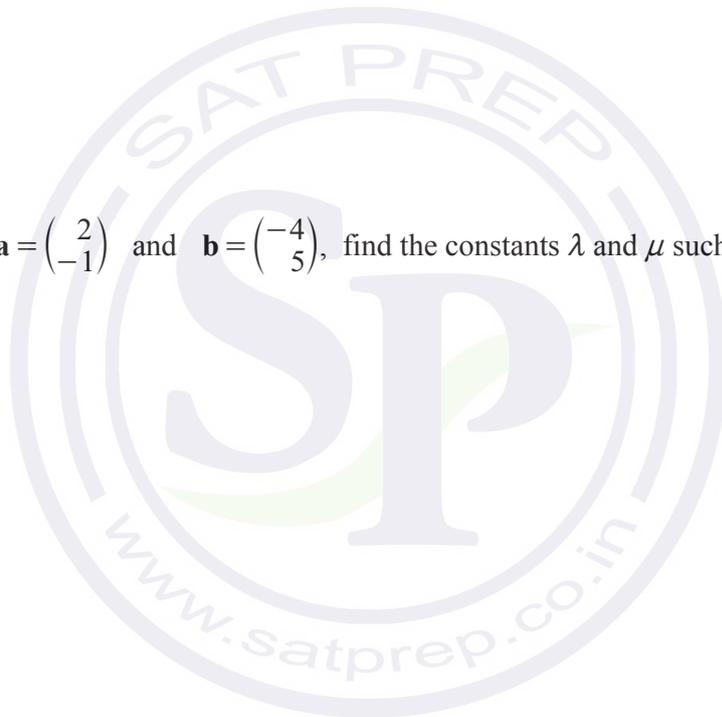 SAT PREP
a = (2 −1) and b = (−4 5), find the constants λ and μ such
SP
www.satprep.co.in